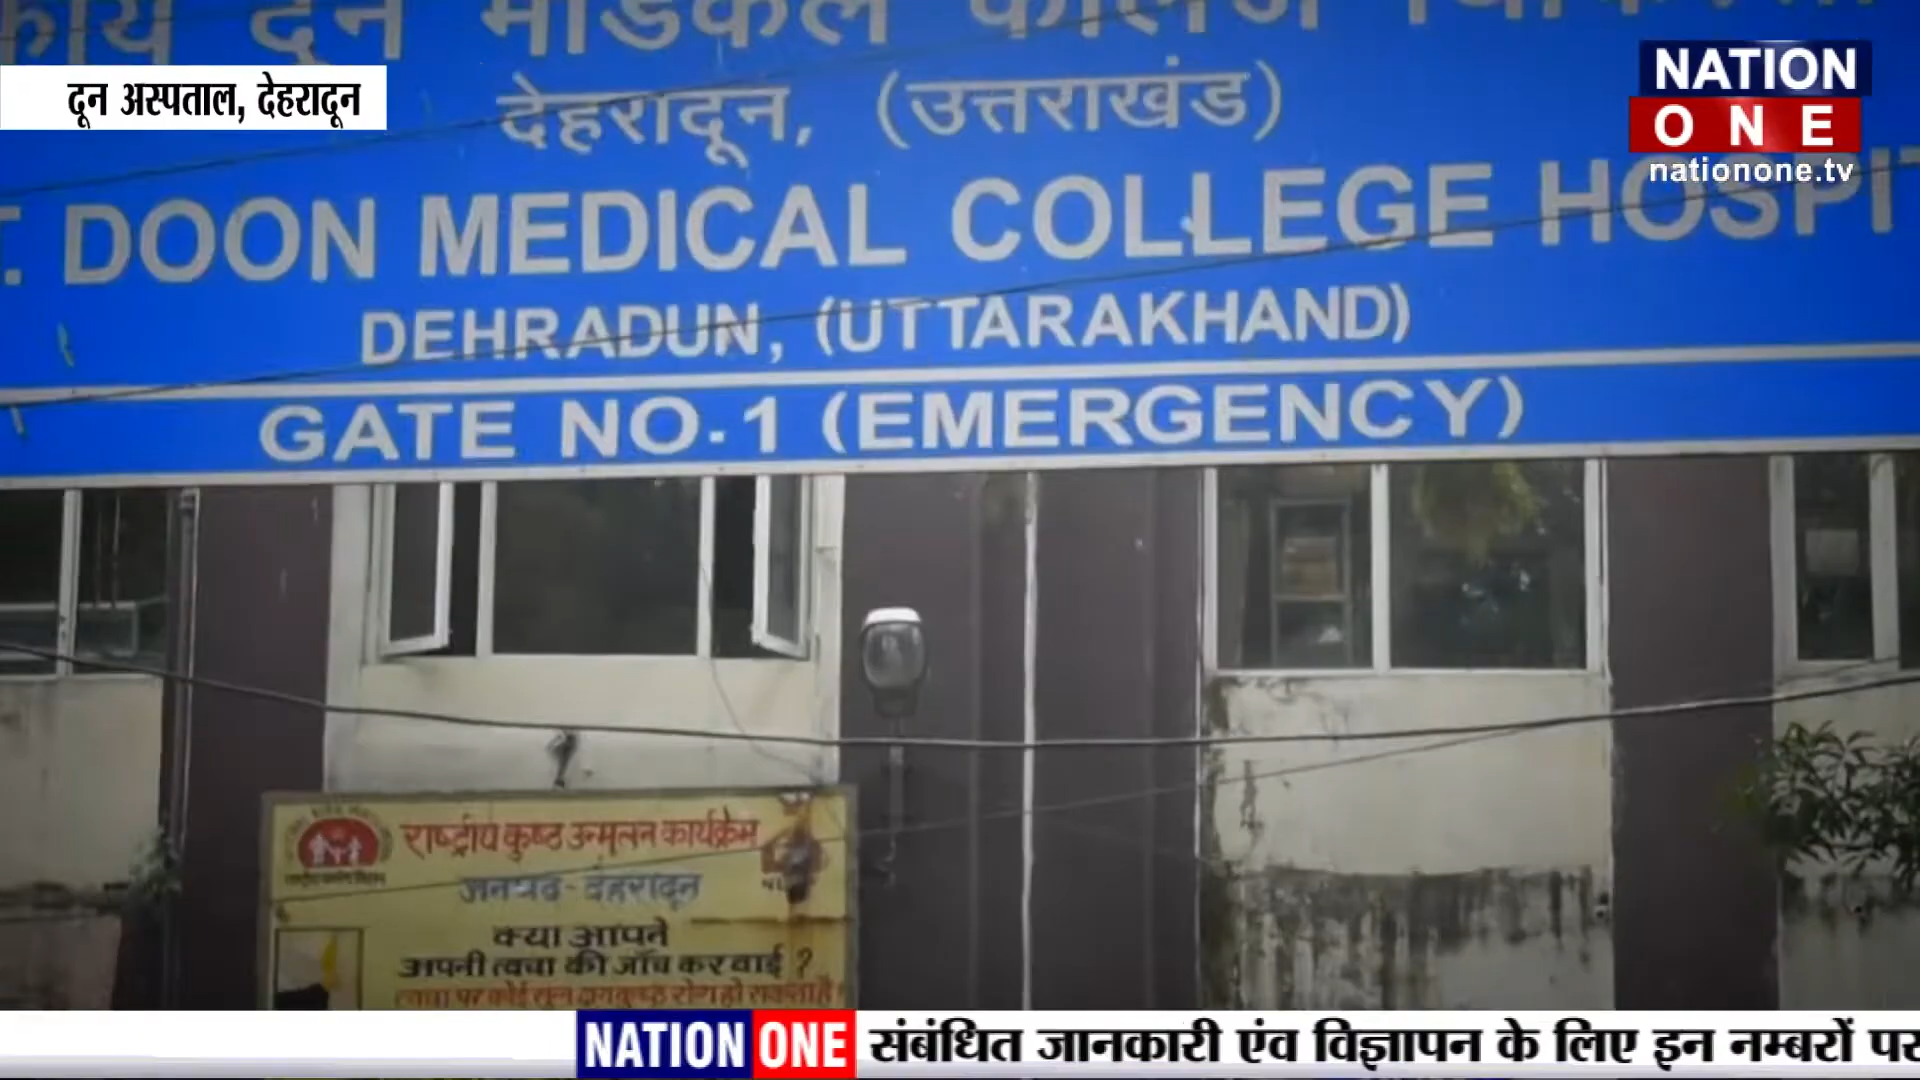 दून
देहरादून, (उत्तराखंड)
दून अस्पताल, देहरादून
NATION
ONE
nationone.tv
DOON MEDICAL COLLEGE
DEHRADUN, (UTTARAKHAND)
GATE NO.1 (EMERGENCY)
राष्ट्रीय कुष्ठ उन्मूलन कार्यक्रम
जनपद - देहरादून
क्या आपने
अपनी त्वचा की जाँच करवाई ?
NATION ONE संबंधित जानकारी एंव विज्ञापन के लिए इन नम्बरों पर